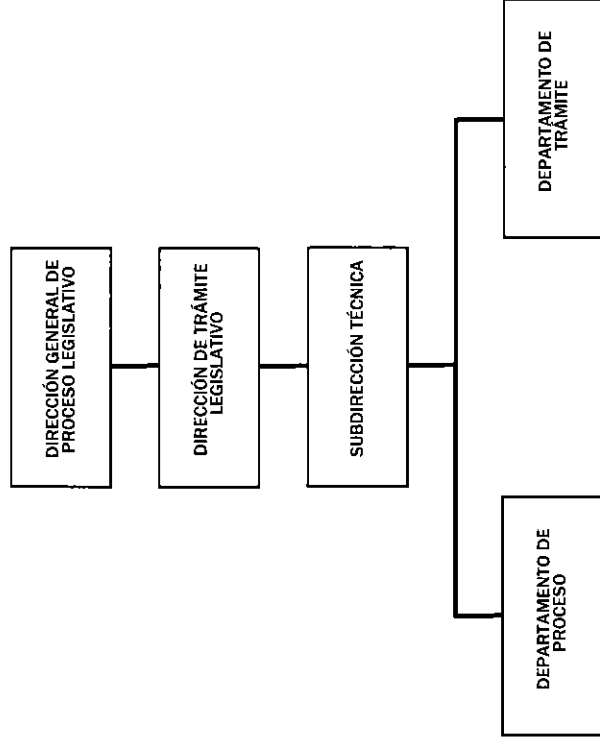 DIRECCIÓN GENERAL DE
PROCESO LEGISLATIVO
DIRECCIÓN DE TRÁMITE
LEGISLATIVO
SUBDIRECCIÓN TÉCNICA
DEPARTAMENTO DE
PROCESO
DEPARTAMENTO DE
TRÁMITE